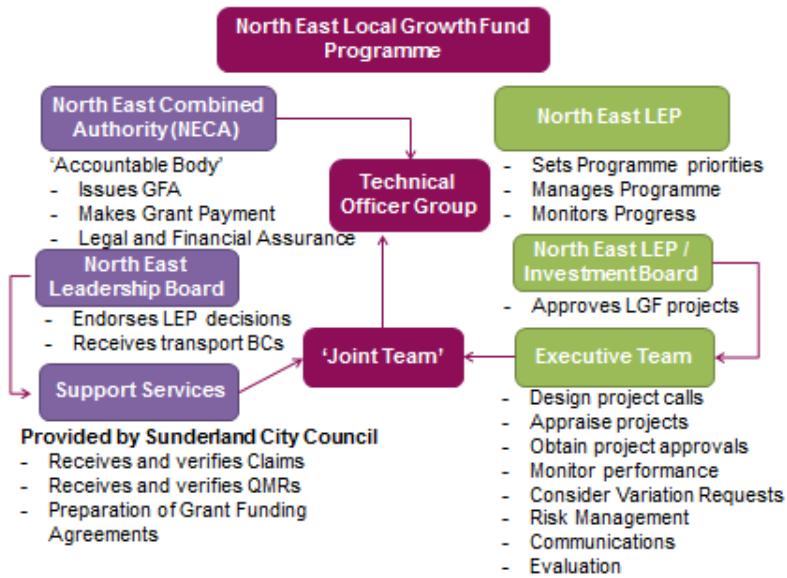 North East Local Growth Fund
Programme
North East Combined
Authority (NECA)
'Accountable Body'
- Issues GFA
- Makes Grant Payment
- Legal and Financial Assurance
North East
Leadership Board
- Endorses LEP decisions
- Receives transport BCs
Support Services
Provided by Sunderland City Council
- Receives and verifies Claims
- Receives and verifies QMRs
- Preparation of Grant Funding
Agreements
Technical
Officer Group
'Joint Team'
North East LEP
- Sets Programme priorities
- Manages Programme
- Monitors Progress
North East LEP /
Investment Board
- Approves LGF projects
Executive Team
- Design project calls
- Appraise projects
- Obtain project approvals
- Monitor performance
- Consider Variation Requests
- Risk Management
- Communications
- Evaluation